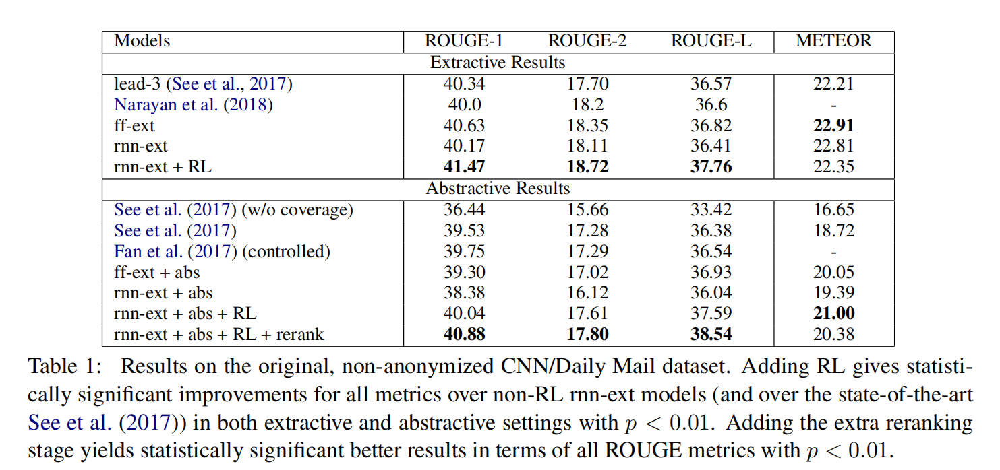 Models ROUGE-1 ROUGE-2 ROUGE-L METEOR
Extractive Results
lead-3 (See et al., 2017) 40.34 17.70 36.57 22.21
Narayan et al. (2018) 40.0 18.2 36.6 -
ff-ext 40.63 18.35 36.82 22.91
rnn-ext 40.17 18.11 36.41 22.81
rnn-ext + RL 41.47 18.72 37.76 22.35
Abstractive Results
See et al. (2017) (w/o coverage) 36.44 15.66 33.42 16.65
See et al. (2017) 39.53 17.28 36.38 18.72
Fan et al. (2017) (controlled) 39.75 17.29 36.54 -
ff-ext + abs 39.30 17.02 36.93 20.05
rnn-ext + abs 38.38 16.12 36.04 19.39
rnn-ext + abs + RL 40.04 17.61 37.59 21.00
rnn-ext + abs + RL + rerank 40.88 17.80 38.54 20.38
Table 1: Results on the original, non-anonymized CNN/Daily Mail dataset. Adding RL gives statisti-
cally significant improvements for all metrics over non-RL rnn-ext models (and over the state-of-the-art
See et al. (2017)) in both extractive and abstractive settings with p < 0.01. Adding the extra reranking
stage yields statistically significant better results in terms of all ROUGE metrics with p < 0.01.